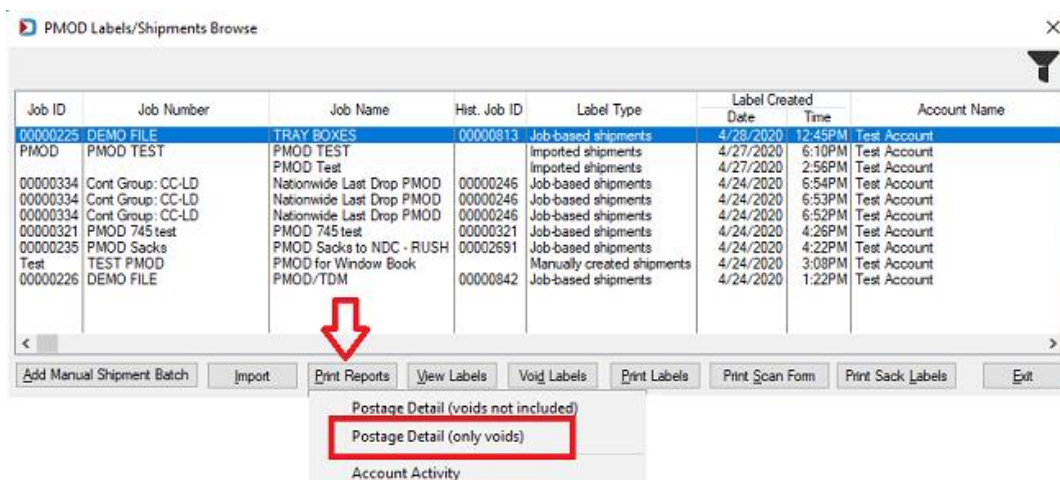 PMOD Labels/Shipments Browse
Job ID Job Number Job Name Hist. Job ID Label Type Label Created Account Name
Date Time
00000225 DEMO FILE TRAY BOXES 00000813 Job-based shipments 4/28/2020 12:45PM Test Account
PMOD PMOD TEST PMOD TEST Imported shipments 4/27/2020 6:10PM Test Account
PMOD Test Imported shipments 4/27/2020 2:56PM Test Account
00000334 Cont Group: CC-LD Nationwide Last Drop PMOD 00000246 Job-based shipments 4/24/2020 6:54PM Test Account
00000334 Cont Group: CC-LD Nationwide Last Drop PMOD 00000246 Job-based shipments 4/24/2020 6:53PM Test Account
00000334 Cont Group: CC-LD Nationwide Last Drop PMOD 00000246 Job-based shipments 4/24/2020 6:52PM Test Account
00000321 PMOD 745 test PMOD 745 test 00000321 Job-based shipments 4/24/2020 4:26PM Test Account
00000235 PMOD Sacks PMOD Sacks to NDC - RUSH 00002691 Job-based shipments 4/24/2020 4:22PM Test Account
Test TEST PMOD PMOD for Window Book Manually created shipments 4/24/2020 3:08PM Test Account
00000226 DEMO FILE PMOD/TDM 00000842 Job-based shipments 4/24/2020 1:22PM Test Account
Add Manual Shipment Batch Import Print Reports View Labels Void Labels Print Labels Print Scan Form Print Sack Labels Exit
Postage Detail (voids not included)
Postage Detail (only voids)
Account Activity